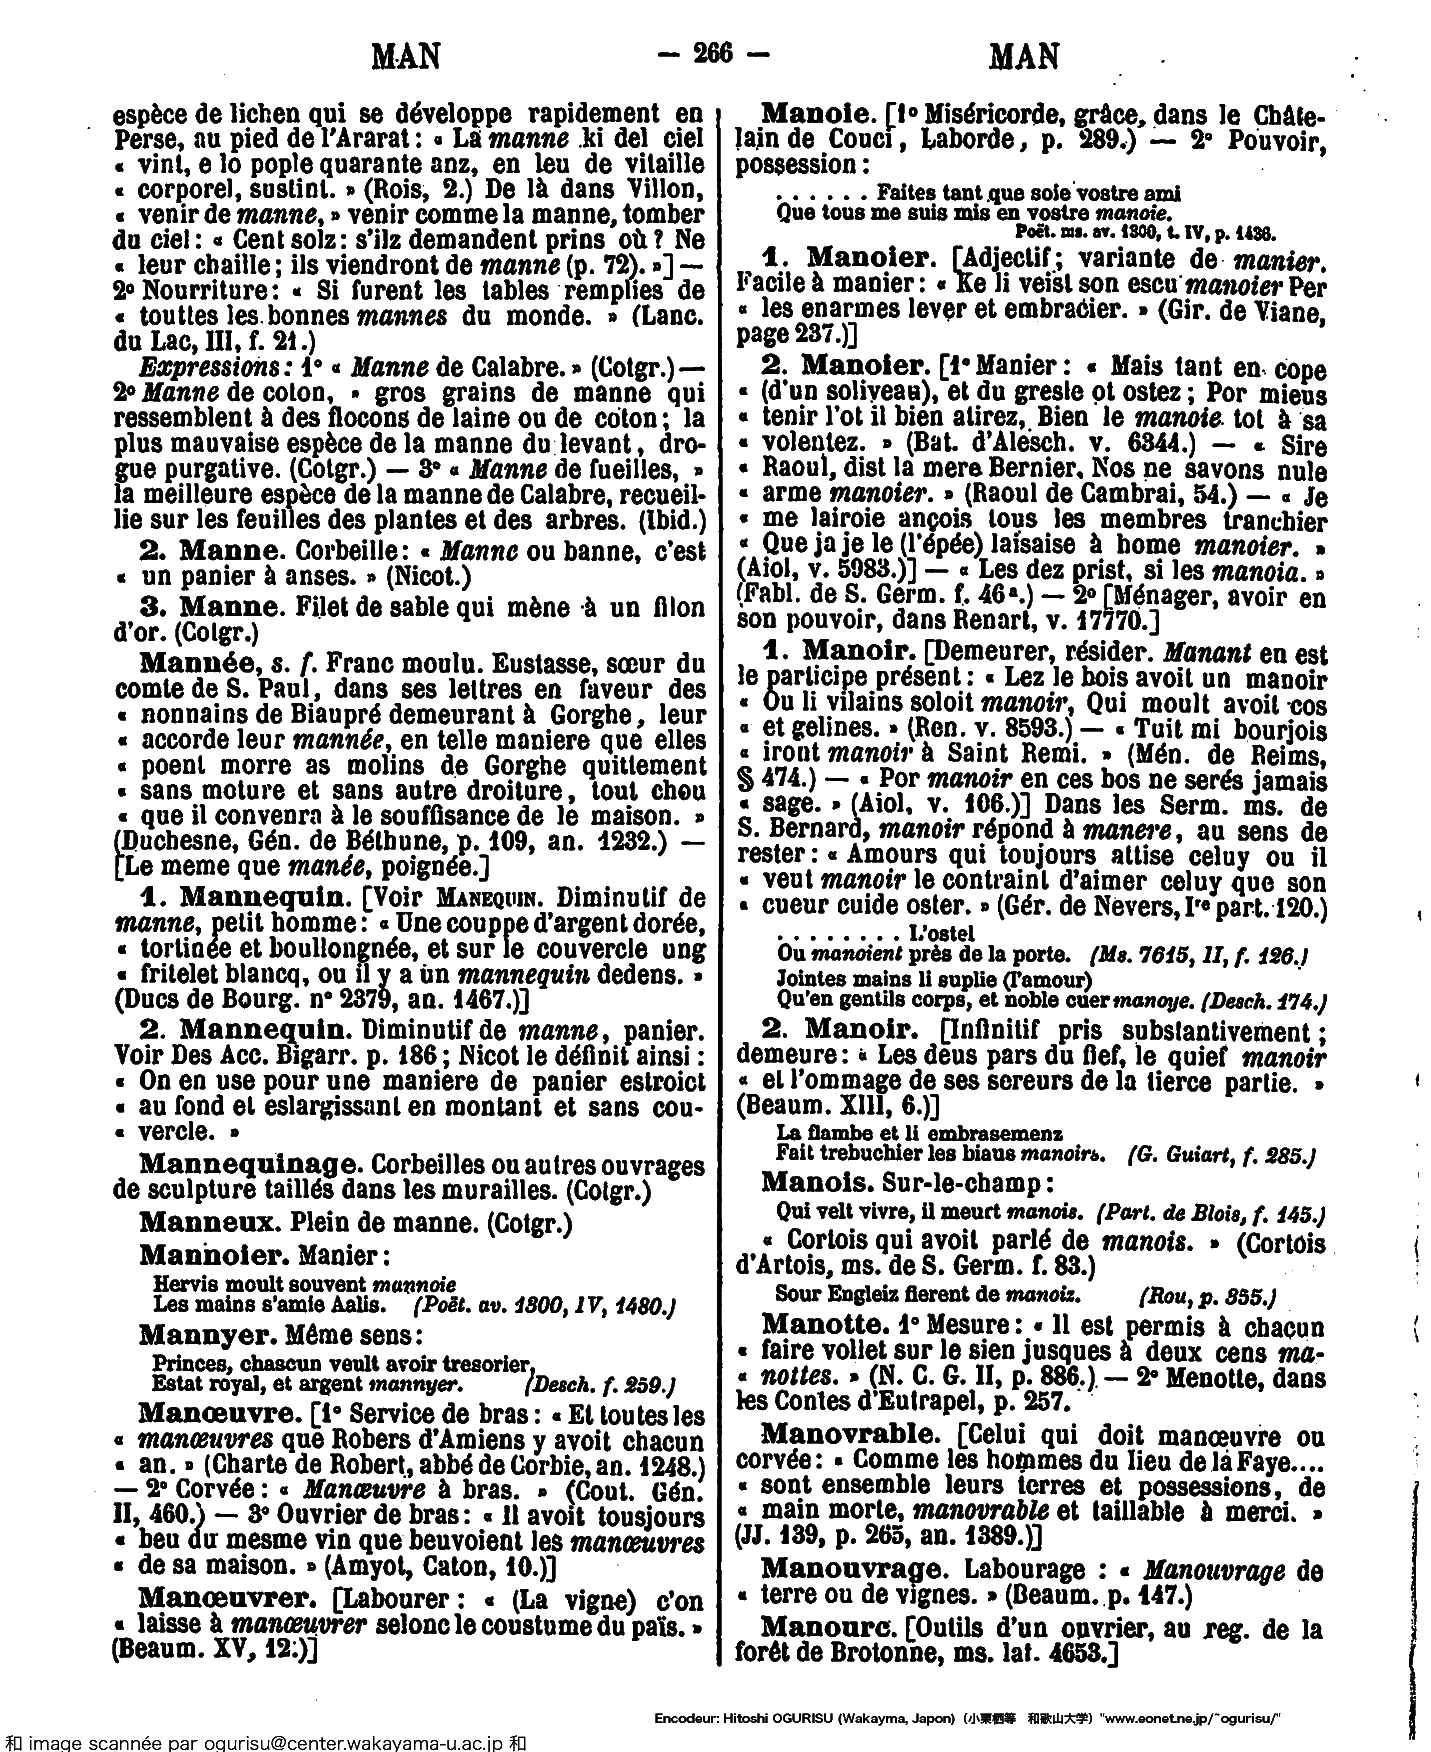 MAN — 266 — MAN
espèce de lichen qui se développe rapidement en
Perse, au pied de l'Ararat : « La manne ki del ciel
« vint, e lo pople quarante anz, en leu de vitaille
« corporel, sustint. » (Rois, 2.) De là dans Villon,
« venir de manne, » venir comme la manne, tomber
du ciel : « Cent solz : s'ilz demandent prins où ? Ne
« leur chaille ; ils viendront de manne (p. 72). »] —
2º Nourriture : « Si furent les tables remplies de
« touttes les bonnes mannes du monde. » (Lanc.
du Lac, III, f. 21.)
Expressions : 1º « Manne de Calabre. » (Cotgr.) —
2º Manne de coton, » gros grains de manne qui
ressemblent à des flocons de laine ou de coton ; la
plus mauvaise espèce de la manne du levant, dro-
gue purgative. (Cotgr.) — 3º « Manne de fueilles, »
la meilleure espèce de la manne de Calabre, recueil-
lie sur les feuilles des plantes et des arbres. (Ibid.)
2. Manne. Corbeille : « Manne ou banne, c'est
« un panier à anses. » (Nicot.)
3. Manne. Filet de sable qui mène à un filon
d'or. (Cotgr.)
Mannée, s. f. Franc moulu. Eustasse, sœur du
comte de S. Paul, dans ses lettres en faveur des
« nonnains de Biaupré demeurant à Gorghe, leur
« accorde leur mannée, en telle maniere que elles
« poent morre as molins de Gorghe quittement
« sans moture et sans autre droiture, tout chou
« que il convenra à le souffisance de le maison. »
(Duchesne, Gén. de Béthune, p. 109, an. 1232.) —
[Le meme que manée, poignée.]
1. Mannequin. [Voir MANEQUIN. Diminutif de
manne, petit homme : « Une couppe d'argent dorée,
« tortinée et boullongnée, et sur le couvercle ung
« fritelet blancq, ou il y a un mannequin dedens. »
(Ducs de Bourg. nº 2379, an. 1467.)]
2. Mannequin. Diminutif de manne, panier.
Voir Des Acc. Bigarr. p. 186 ; Nicot le définit ainsi :
« On en use pour une maniere de panier estroict
« au fond et eslargissant en montant et sans cou-
« vercle. »
Mannequinage. Corbeilles ou autres ouvrages
de sculpture taillés dans les murailles. (Cotgr.)
Manneux. Plein de manne. (Cotgr.)
Mannoier. Manier :
Hervis moult souvent mannoie
Les mains s'amie Aalis. (Poët. av. 1300, IV, 1480.)
Mannyer. Même sens :
Princes, chascun veult avoir tresorier,
Estat royal, et argent mannyer. (Desch. f. 259.)
Manœuvre. [1º Service de bras : « Et toutes les
« manœuvres que Robers d'Amiens y avoit chacun
« an. » (Charte de Robert, abbé de Corbie, an. 1248.)
— 2º Corvée : « Manœuvre à bras. » (Cout. Gén.
II, 460.) — 3º Ouvrier de bras : « Il avoit tousjours
« beu du mesme vin que beuvoient les manœuvres
« de sa maison. » (Amyot, Caton, 10.)]
Manœuvrer. [Labourer : « (La vigne) c'on
« laisse à manœuvrer selonc le coustume du païs. »
(Beaum. XV, 12.)]
Manoie. [1º Miséricorde, grâce, dans le Châte-
lain de Couci, Laborde, p. 289.) — 2º Pouvoir,
possession :
. . . . . . Faites tant que soie vostre ami
Que tous me suis mis en vostre manoie.
Poët. ms. av. 1300, t. IV, p. 1436.
1. Manoier. [Adjectif ; variante de manier.
Facile à manier : « Ke li veist son escu manoier Per
« les enarmes lever et embracier. » (Gir. de Viane,
page 237.)]
2. Manoier. [1º Manier : « Mais tant en cope
« (d'un soliveau), et du gresle ot ostez ; Por mieus
« tenir l'ot il bien atirez, Bien le manoie tot à sa
« volentez. » (Bat. d'Alesch. v. 6344.) — « Sire
« Raoul, dist la mere Bernier, Nos ne savons nule
« arme manoier. » (Raoul de Cambrai, 54.) — « Je
« me lairoie ançois tous les membres tranchier
« Que ja je le (l'épée) laisaise à home manoier. »
(Aiol, v. 5983.)] — « Les dez prist, si les manoia. »
(Fabl. de S. Germ. f. 46ª.) — 2º [Ménager, avoir en
son pouvoir, dans Renart, v. 17770.]
1. Manoir. [Demeurer, résider. Manant en est
le participe présent : « Lez le bois avoit un manoir
« Ou li vilains soloit manoir, Qui moult avoit cos
« et gelines. » (Ren. v. 8593.) — « Tuit mi bourjois
« iront manoir à Saint Remi. » (Mén. de Reims,
§ 474.) — « Por manoir en ces bos ne serés jamais
« sage. » (Aiol, v. 106.)] Dans les Serm. ms. de
S. Bernard, manoir répond à manere, au sens de
rester : « Amours qui toujours attise celuy ou il
« veut manoir le contraint d'aimer celuy que son
« cueur cuide oster. » (Gér. de Nevers, Ire part. 120.)
. . . . . . . . L'ostel
Ou manoient près de la porte. (Ms. 7615, II, f. 126.)
Jointes mains li suplie (l'amour)
Qu'en gentils corps, et noble cuer manoye. (Desch. 174.)
2. Manoir. [Infinitif pris substantivement ;
demeure : « Les deus pars du fief, le quief manoir
« et l'ommage de ses sereurs de la tierce partie. »
(Beaum. XIII, 6.)]
La flambe et li embrasemenz
Fait trebuchier les biaus manoirs. (G. Guiart, f. 285.)
Manois. Sur-le-champ :
Qui velt vivre, il meurt manois. (Part. de Blois, f. 145.)
« Cortois qui avoit parlé de manois. » (Cortois
d'Artois, ms. de S. Germ. f. 83.)
Sour Engleiz fierent de manoiz. (Rou, p. 355.)
Manotte. 1º Mesure : « Il est permis à chacun
« faire vollet sur le sien jusques à deux cens ma-
« nottes. » (N. C. G. II, p. 886.) — 2º Menotte, dans
les Contes d'Eutrapel, p. 257.
Manovrable. [Celui qui doit manœuvre ou
corvée : « Comme les hommes du lieu de la Faye....
« sont ensemble leurs terres et possessions, de
« main morte, manovrable et taillable à merci. »
(JJ. 139, p. 265, an. 1389.)]
Manouvrage. Labourage : « Manouvrage de
« terre ou de vignes. » (Beaum. p. 147.)
Manoure. [Outils d'un ouvrier, au reg. de la
forêt de Brotonne, ms. lat. 4653.]
Encodeur: Hitoshi OGURISU (Wakayma, Japon) (小栗栖等 和歌山大学) "www.eonet.ne.jp/~ogurisu/"
和 image scannée par ogurisu@center.wakayama-u.ac.jp 和